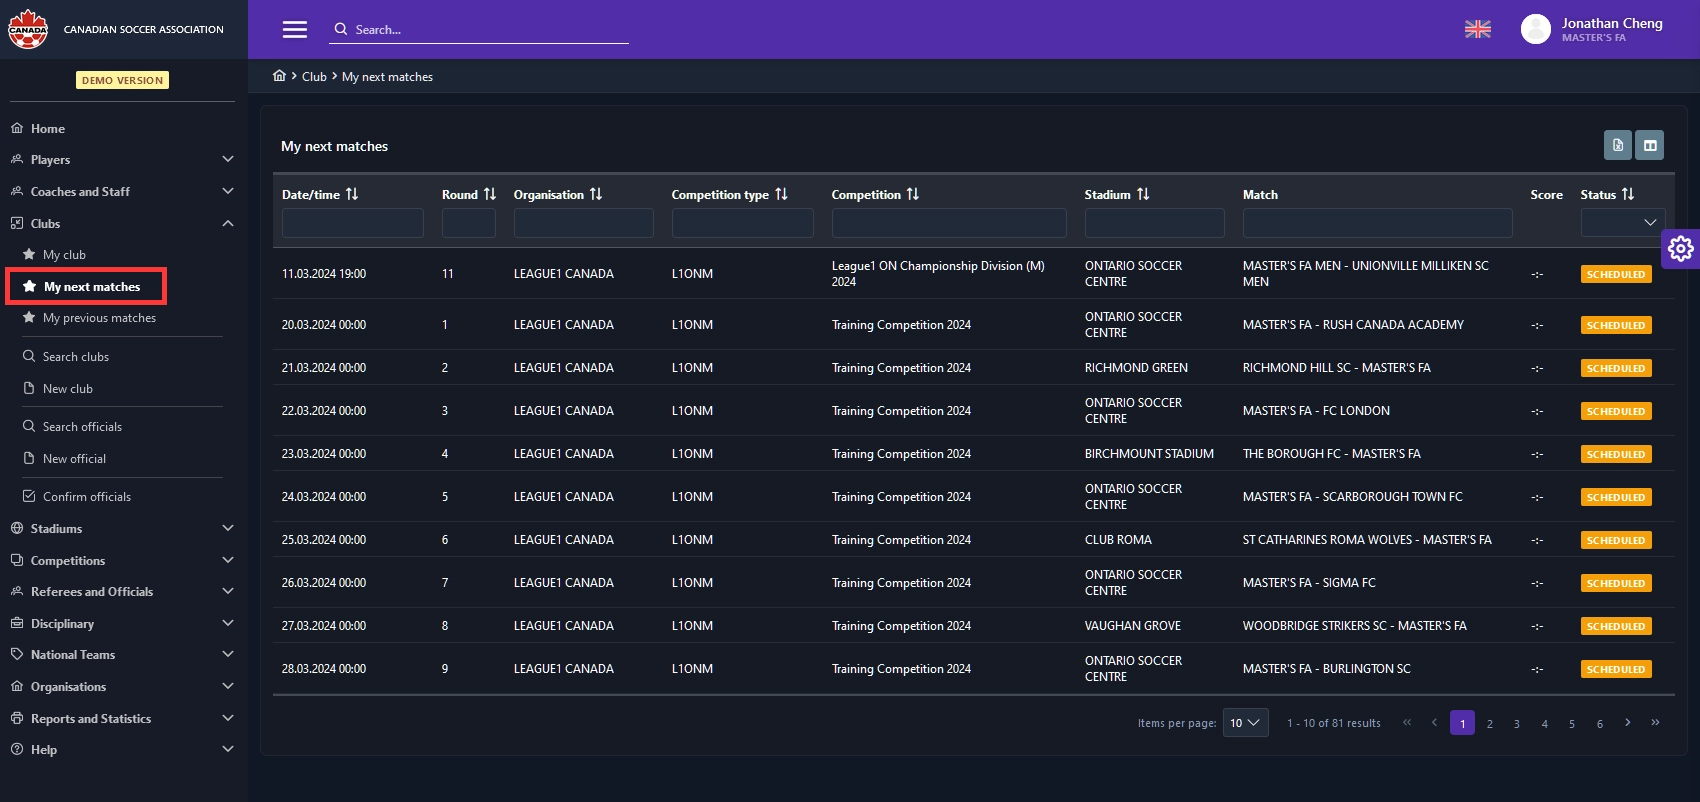 CANADA
CANADIAN SOCCER ASSOCIATION
Search...
Jonathan Cheng
MASTER'S FA
DEMO VERSION
Club
My next matches
Home
Players
Coaches and Staff
Clubs
My club
My next matches
My previous matches
Search clubs
New club
Search officials
New official
Confirm officials
Stadiums
Competitions
Referees and Officials
Disciplinary
National Teams
Organisations
Reports and Statistics
Help
My next matches
Date/time Round Organisation Competition type Competition Stadium Match Score Status
11.03.2024 19:00 11 LEAGUE1 CANADA L1ONM League1 ON Championship Division (M) ONTARIO SOCCER MASTER'S FA MEN - UNIONVILLE MILLIKEN SC -:- SCHEDULED
2024 CENTRE MEN
20.03.2024 00:00 1 LEAGUE1 CANADA L1ONM Training Competition 2024 ONTARIO SOCCER MASTER'S FA - RUSH CANADA ACADEMY -:- SCHEDULED
CENTRE
21.03.2024 00:00 2 LEAGUE1 CANADA L1ONM Training Competition 2024 RICHMOND GREEN RICHMOND HILL SC - MASTER'S FA -:- SCHEDULED
22.03.2024 00:00 3 LEAGUE1 CANADA L1ONM Training Competition 2024 ONTARIO SOCCER MASTER'S FA - FC LONDON -:- SCHEDULED
CENTRE
23.03.2024 00:00 4 LEAGUE1 CANADA L1ONM Training Competition 2024 BIRCHMOUNT STADIUM THE BOROUGH FC - MASTER'S FA -:- SCHEDULED
24.03.2024 00:00 5 LEAGUE1 CANADA L1ONM Training Competition 2024 ONTARIO SOCCER MASTER'S FA - SCARBOROUGH TOWN FC -:- SCHEDULED
CENTRE
25.03.2024 00:00 6 LEAGUE1 CANADA L1ONM Training Competition 2024 CLUB ROMA ST CATHARINES ROMA WOLVES - MASTER'S FA -:- SCHEDULED
26.03.2024 00:00 7 LEAGUE1 CANADA L1ONM Training Competition 2024 ONTARIO SOCCER MASTER'S FA - SIGMA FC -:- SCHEDULED
CENTRE
27.03.2024 00:00 8 LEAGUE1 CANADA L1ONM Training Competition 2024 VAUGHAN GROVE WOODBRIDGE STRIKERS SC - MASTER'S FA -:- SCHEDULED
28.03.2024 00:00 9 LEAGUE1 CANADA L1ONM Training Competition 2024 ONTARIO SOCCER MASTER'S FA - BURLINGTON SC -:- SCHEDULED
CENTRE
Items per page: 10 1 - 10 of 81 results « ‹ 1 2 3 4 5 6 › »